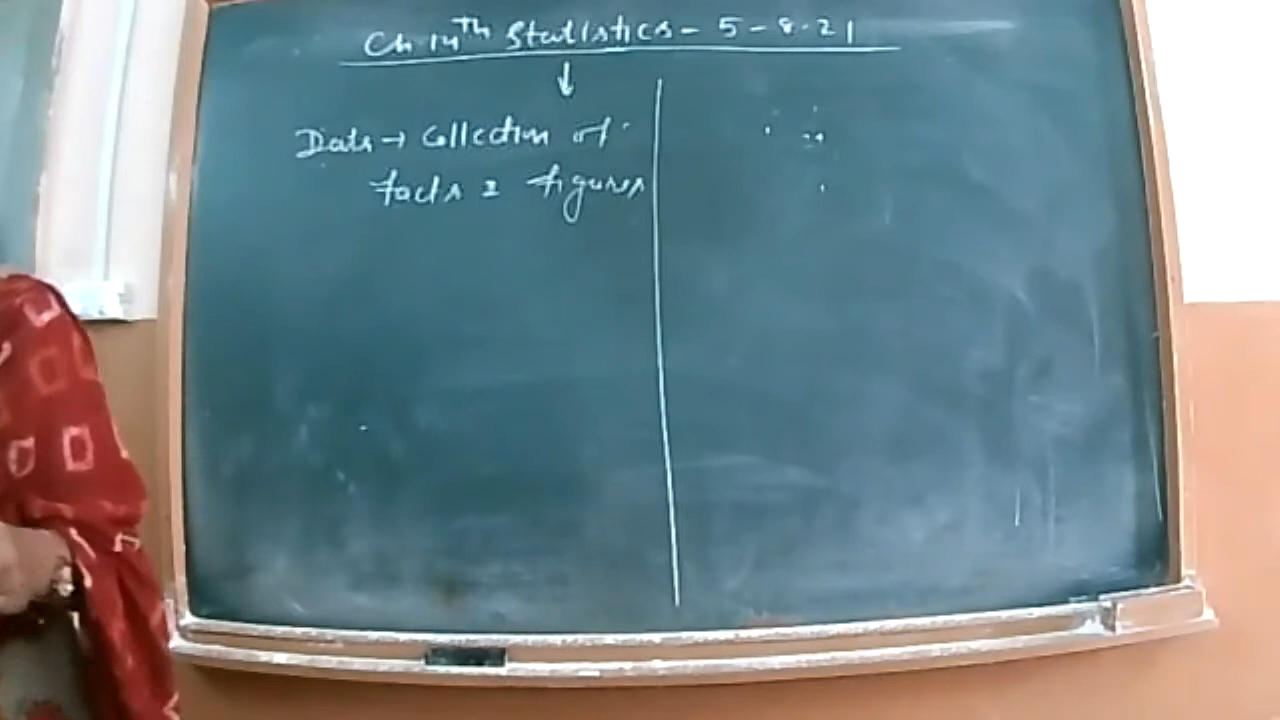 Ch 14th Statistics - 5 - 8.21
↓
Data → Collection of
facts & figures